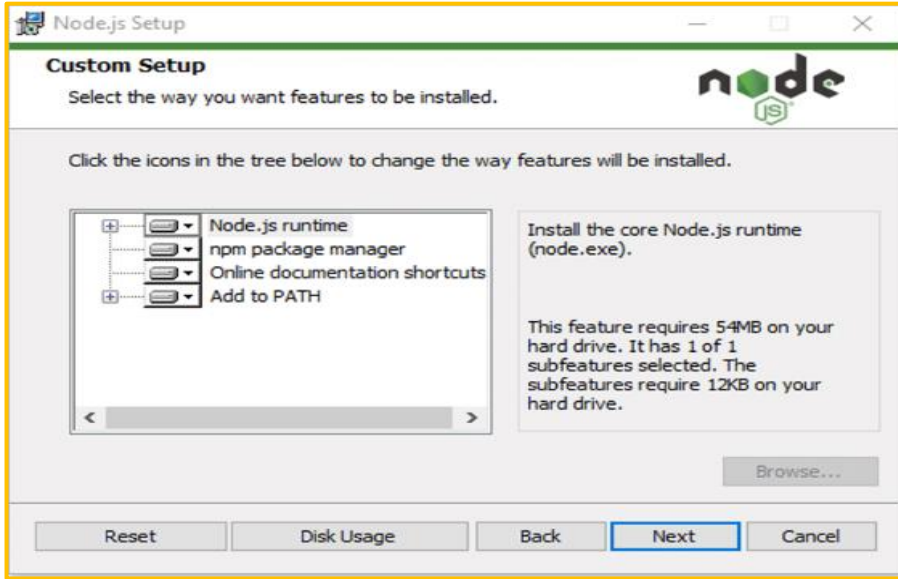 Node.js Setup
Custom Setup
Select the way you want features to be installed.
node
JS
Click the icons in the tree below to change the way features will be installed.
Node.js runtime
npm package manager
Online documentation shortcuts
Add to PATH
Install the core Node.js runtime
(node.exe).
This feature requires 54MB on your
hard drive. It has 1 of 1
subfeatures selected. The
subfeatures require 12KB on your
hard drive.
Browse...
Reset Disk Usage Back Next Cancel